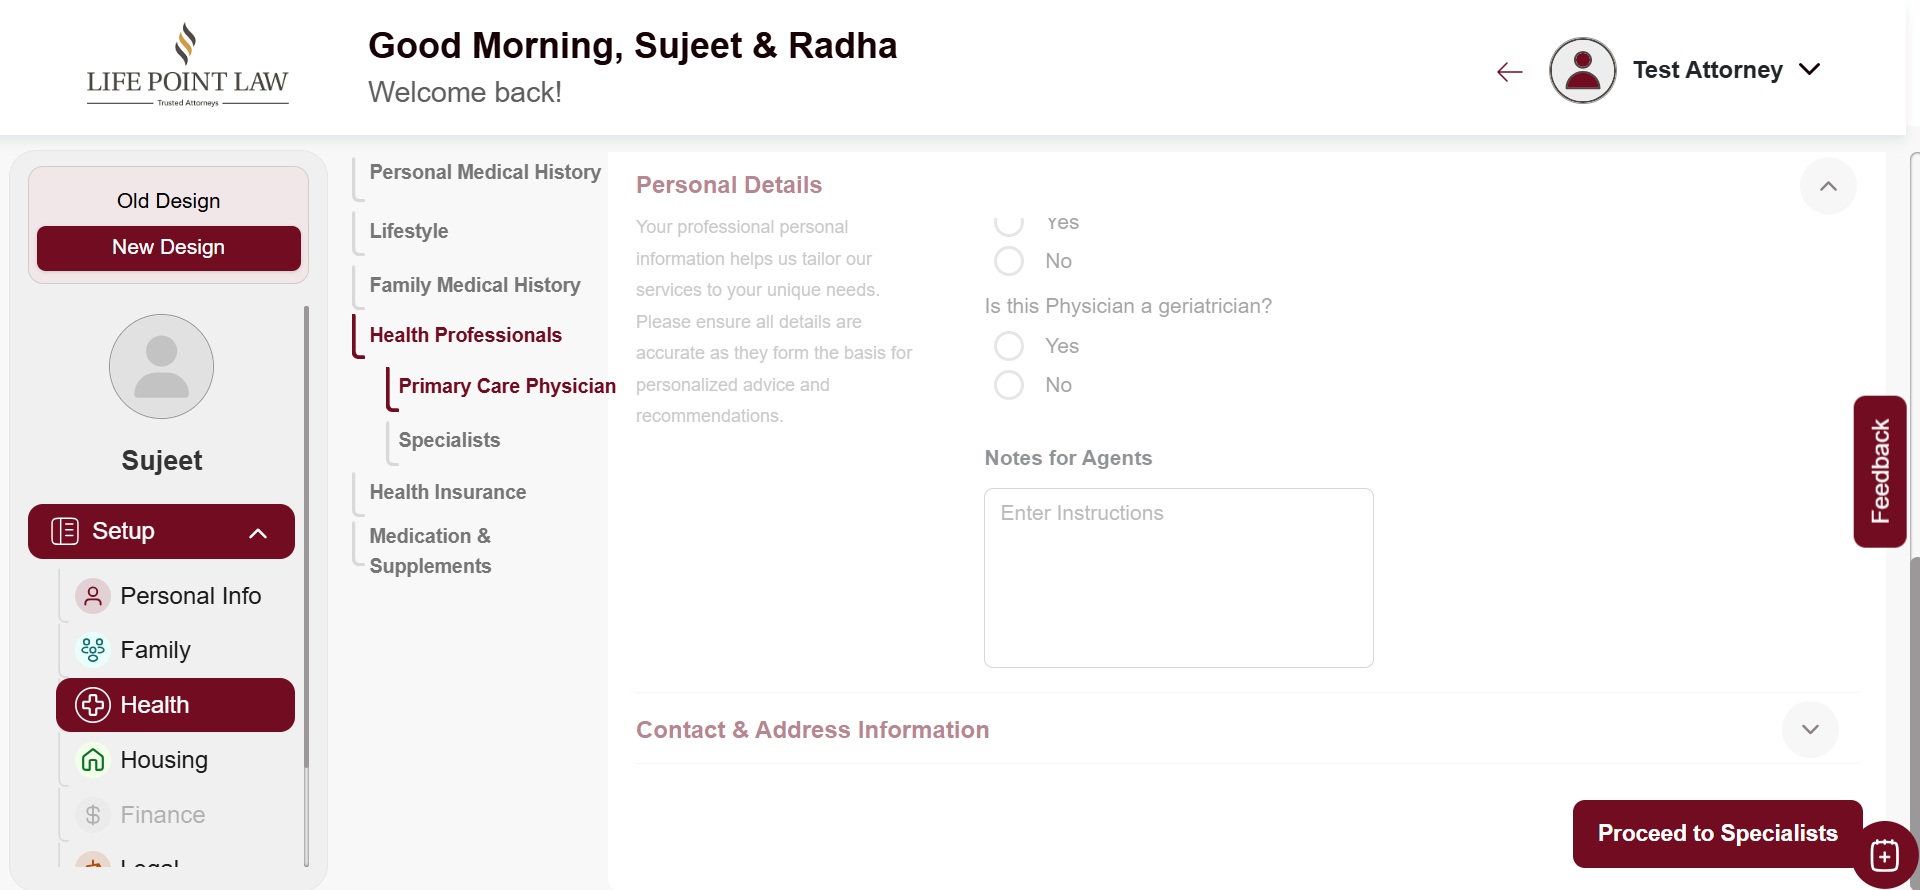 LIFE POINT LAW
Trusted Attorneys
Good Morning, Sujeet & Radha
Welcome back!
Test Attorney
Old Design
New Design
Sujeet
Setup
Personal Info
Family
Health
Housing
Finance
Legal
Personal Medical History
Lifestyle
Family Medical History
Health Professionals
Primary Care Physician
Specialists
Health Insurance
Medication &
Supplements
Personal Details
Your professional personal
information helps us tailor our
services to your unique needs.
Please ensure all details are
accurate as they form the basis for
personalized advice and
recommendations.
Yes
No
Is this Physician a geriatrician?
Yes
No
Notes for Agents
Enter Instructions
Contact & Address Information
Proceed to Specialists
Feedback